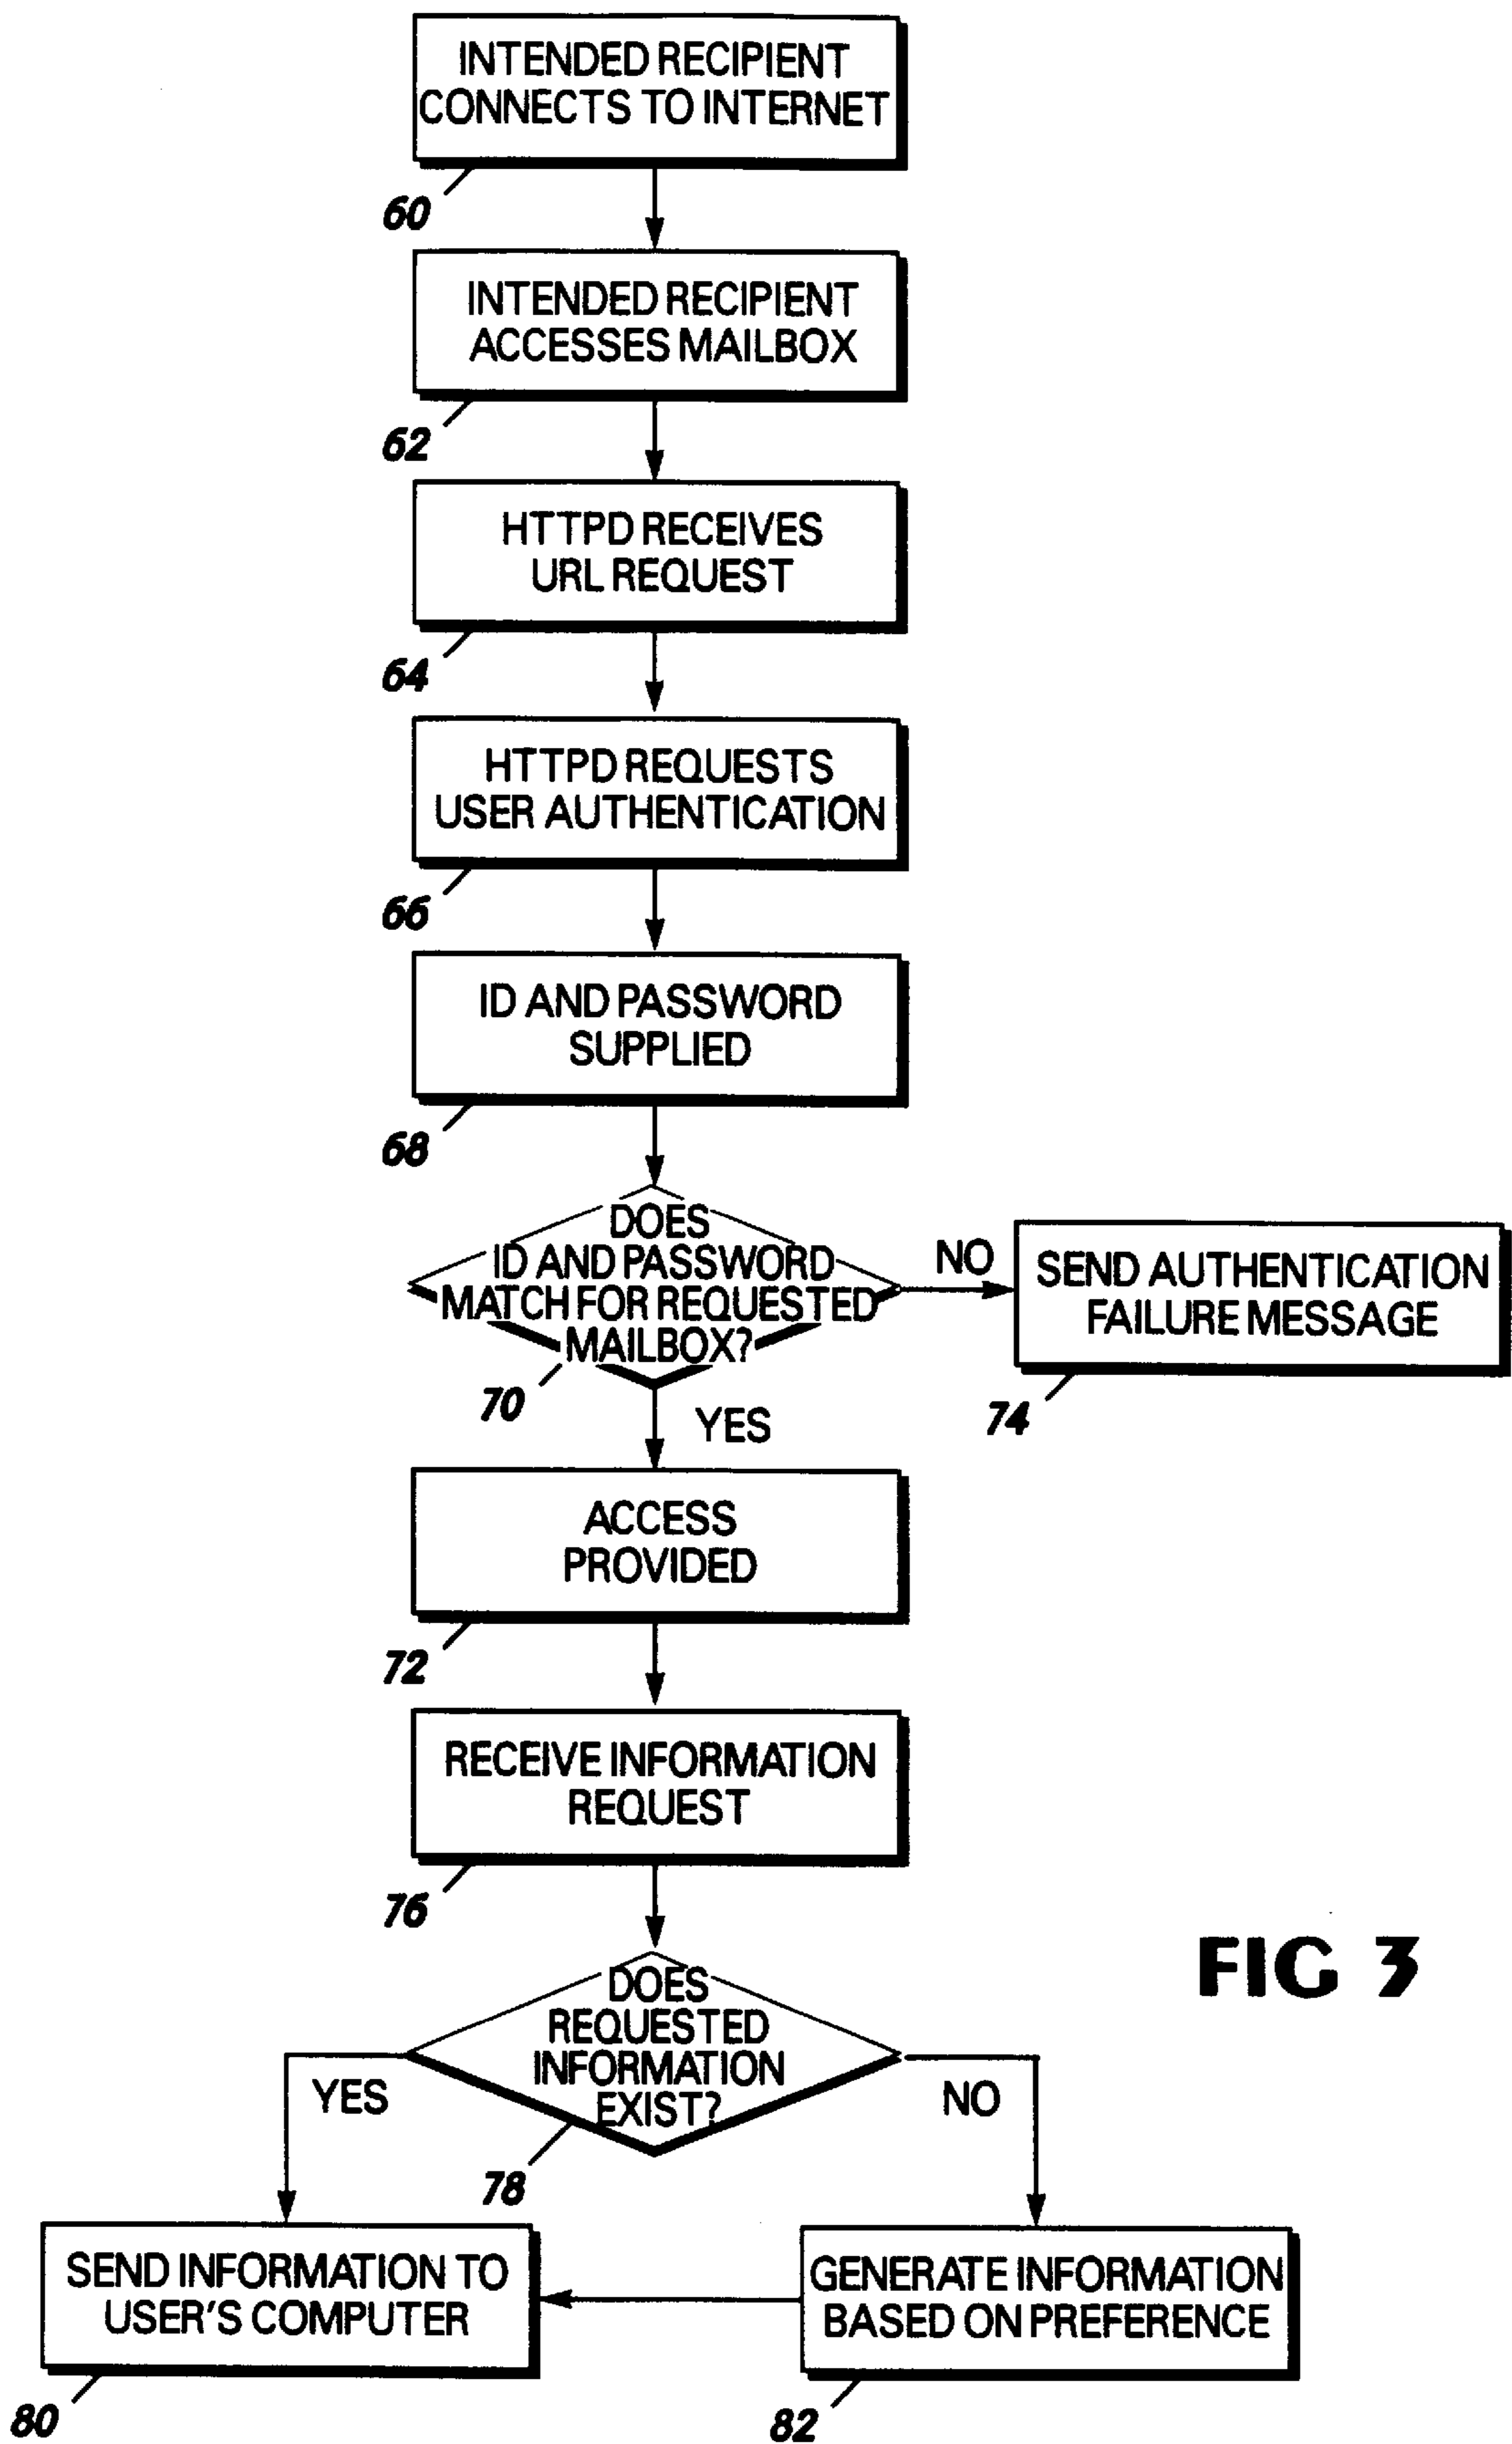 INTENDED RECIPIENT
CONNECTS TO INTERNET
60
INTENDED RECIPIENT
ACCESSES MAILBOX
62
HTTPD RECEIVES
URL REQUEST
64
HTTPD REQUESTS
USER AUTHENTICATION
66
ID AND PASSWORD
SUPPLIED
68
DOES
ID AND PASSWORD
MATCH FOR REQUESTED
MAILBOX?
70
NO
SEND AUTHENTICATION
FAILURE MESSAGE
74
YES
ACCESS
PROVIDED
72
RECEIVE INFORMATION
REQUEST
76
FIG 3
DOES
REQUESTED
INFORMATION
EXIST?
78
YES
NO
SEND INFORMATION TO
USER'S COMPUTER
80
GENERATE INFORMATION
BASED ON PREFERENCE
82